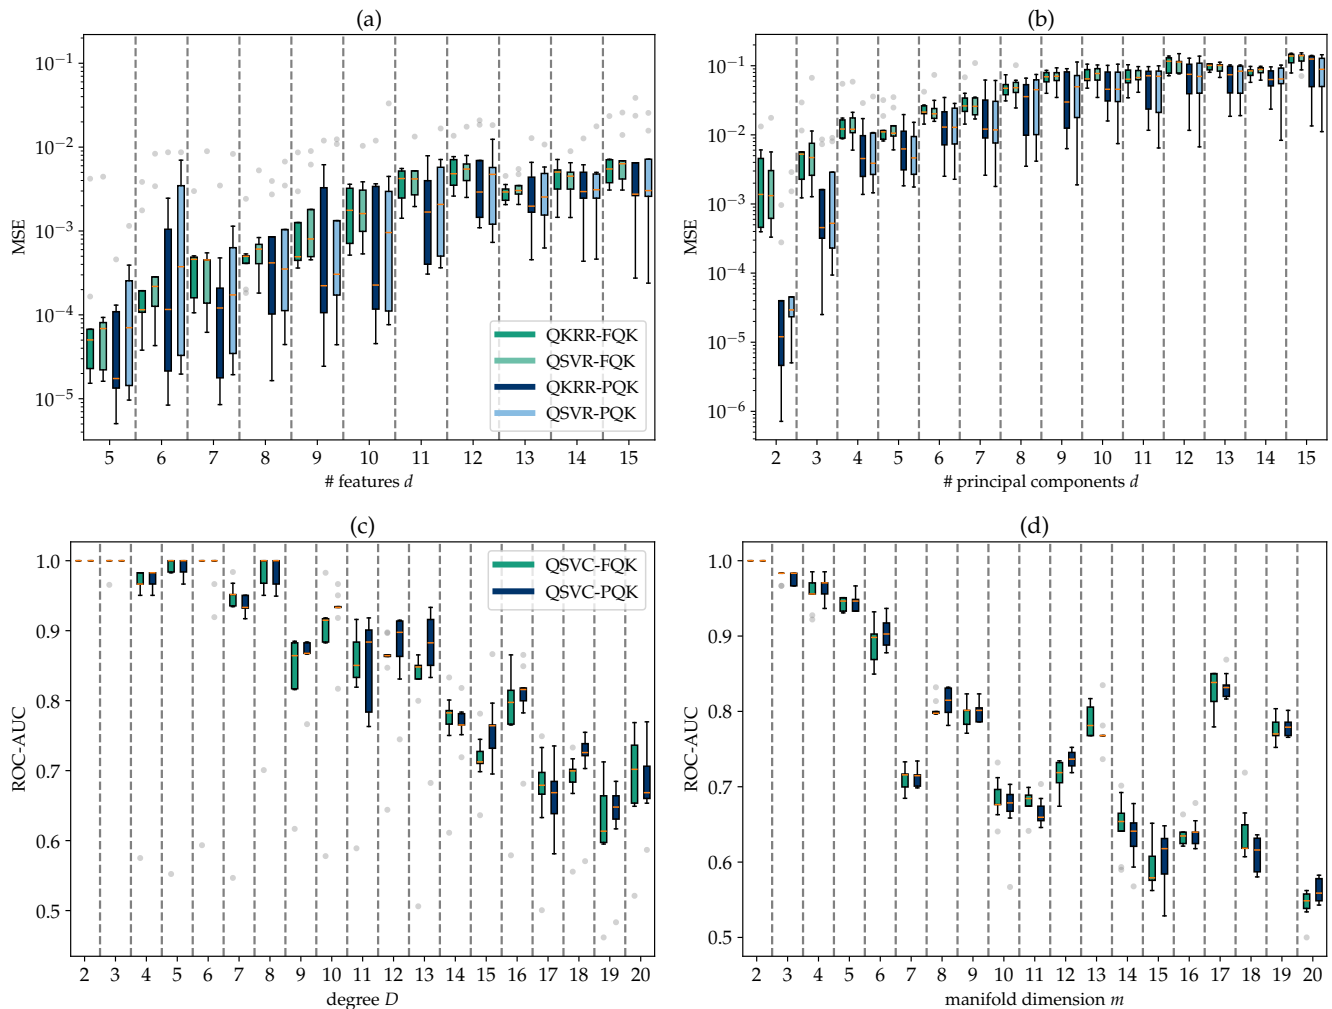 (a)
MSE
10⁻¹
10⁻²
10⁻³
10⁻⁴
10⁻⁵
QKRR-FQK
QSVR-FQK
QKRR-PQK
QSVR-PQK
5 6 7 8 9 10 11 12 13 14 15
# features d
(b)
MSE
10⁻¹
10⁻²
10⁻³
10⁻⁴
10⁻⁵
10⁻⁶
2 3 4 5 6 7 8 9 10 11 12 13 14 15
# principal components d
(c)
ROC-AUC
1.0
0.9
0.8
0.7
0.6
0.5
QSVC-FQK
QSVC-PQK
2 3 4 5 6 7 8 9 10 11 12 13 14 15 16 17 18 19 20
degree D
(d)
ROC-AUC
1.0
0.9
0.8
0.7
0.6
0.5
2 3 4 5 6 7 8 9 10 11 12 13 14 15 16 17 18 19 20
manifold dimension m